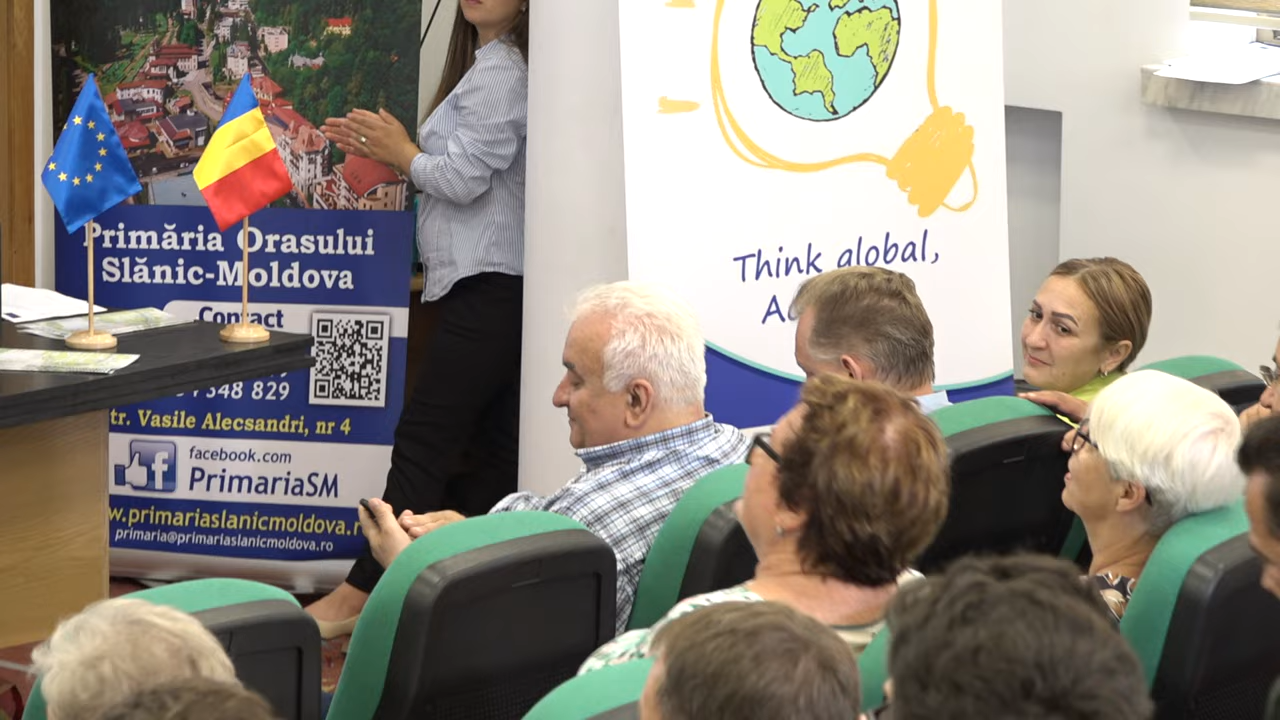 Primăria Orasului
Slănic-Moldova
Contact
348 829
tr. Vasile Alecsandri, nr 4
facebook.com
PrimariaSM
w.primariaslanicmoldova.r
primaria@primariaslanicmoldova.ro
Think global,